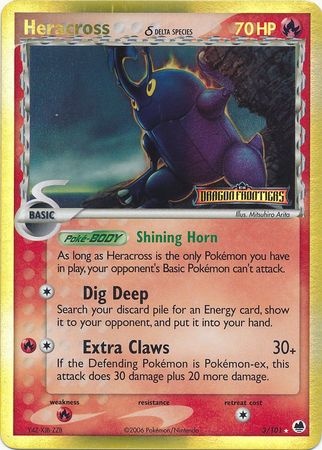 Heracross δ DELTA SPECIES 70 HP
DRAGON FRONTIERS
Illus. Mitsuhiro Arita
δ
BASIC
Poké-BODY Shining Horn
As long as Heracross is the only Pokémon you have
in play, your opponent's Basic Pokémon can't attack.
Dig Deep
Search your discard pile for an Energy card, show
it to your opponent, and put it into your hand.
Extra Claws 30+
If the Defending Pokémon is Pokémon-ex, this
attack does 30 damage plus 20 more damage.
weakness resistance retreat cost
©2006 Pokémon/Nintendo 3/101 ★